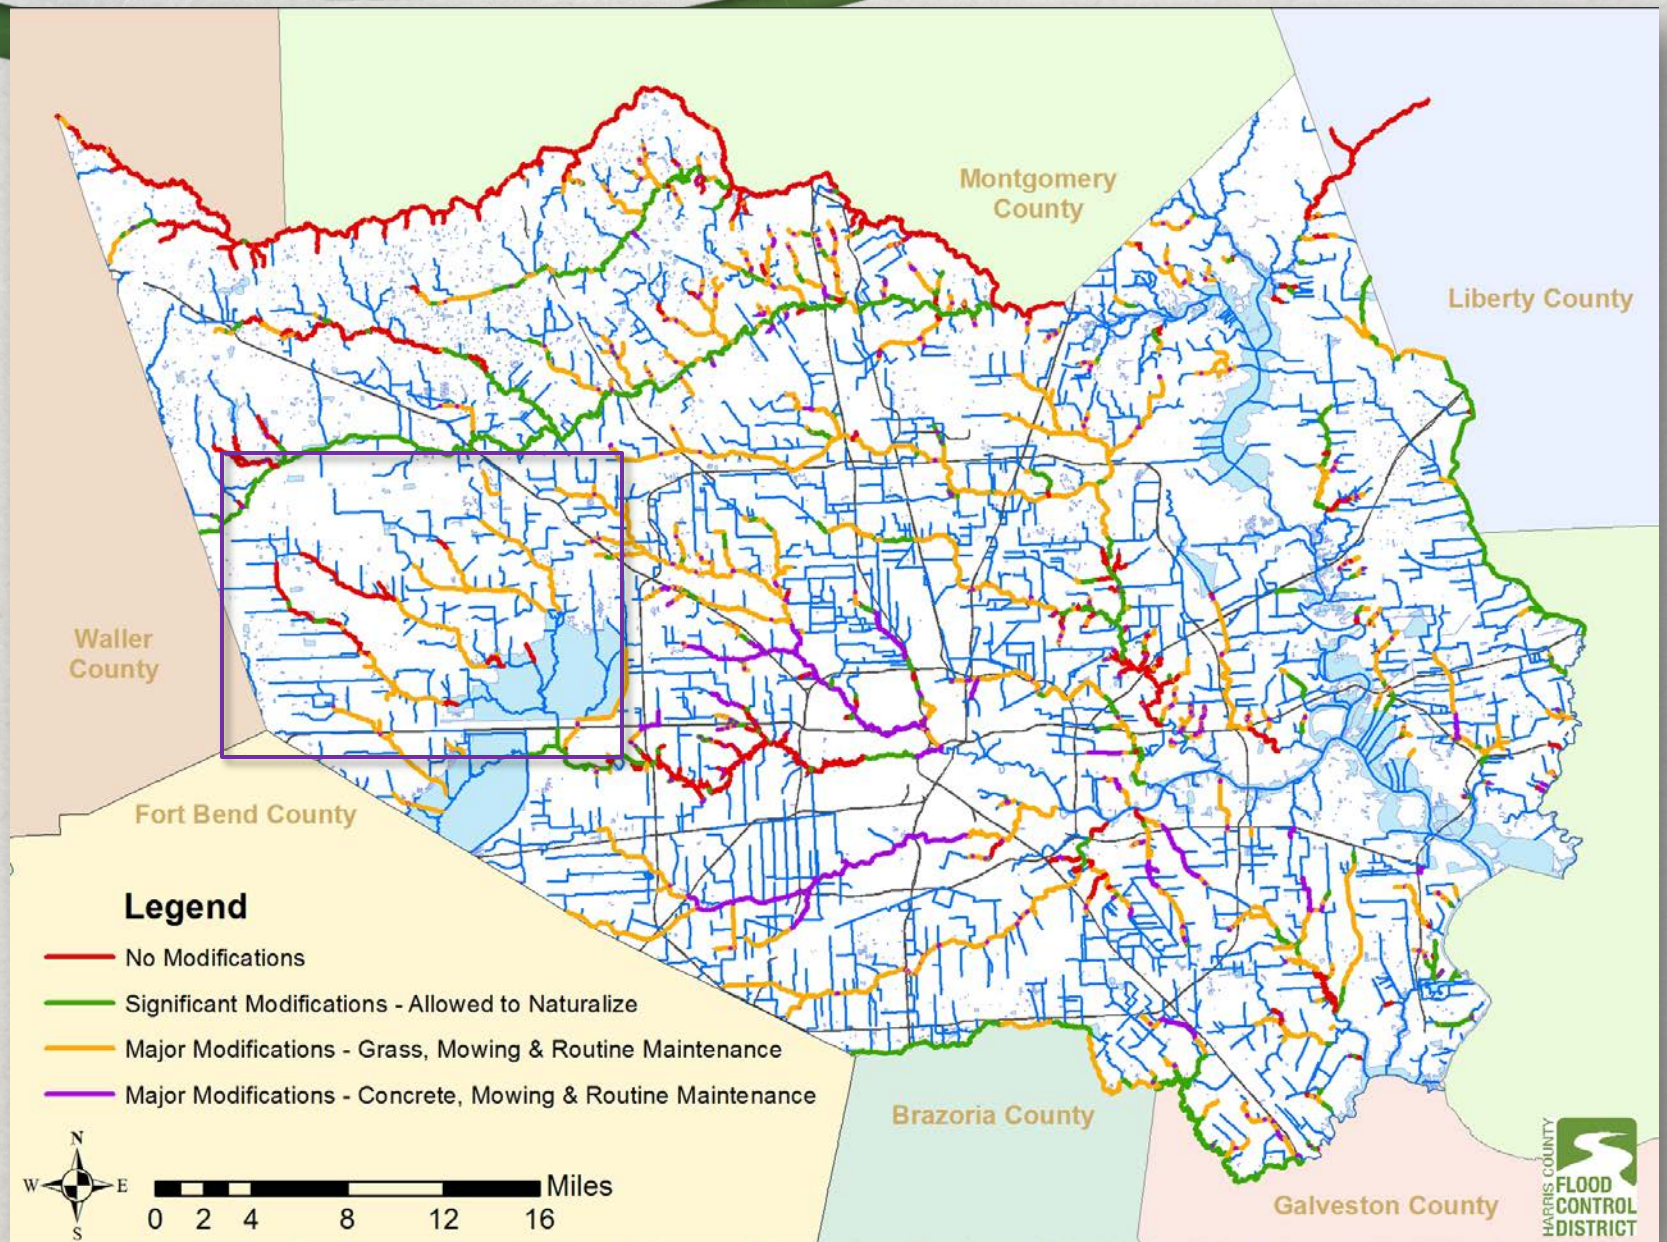 Montgomery
County
Liberty County
Waller
County
Fort Bend County
Legend
No Modifications
Significant Modifications - Allowed to Naturalize
Major Modifications - Grass, Mowing & Routine Maintenance
Major Modifications - Concrete, Mowing & Routine Maintenance
Brazoria County
Galveston County
N
W E
S
Miles
0 2 4 8 12 16
HARRIS COUNTY
FLOOD
CONTROL
DISTRICT